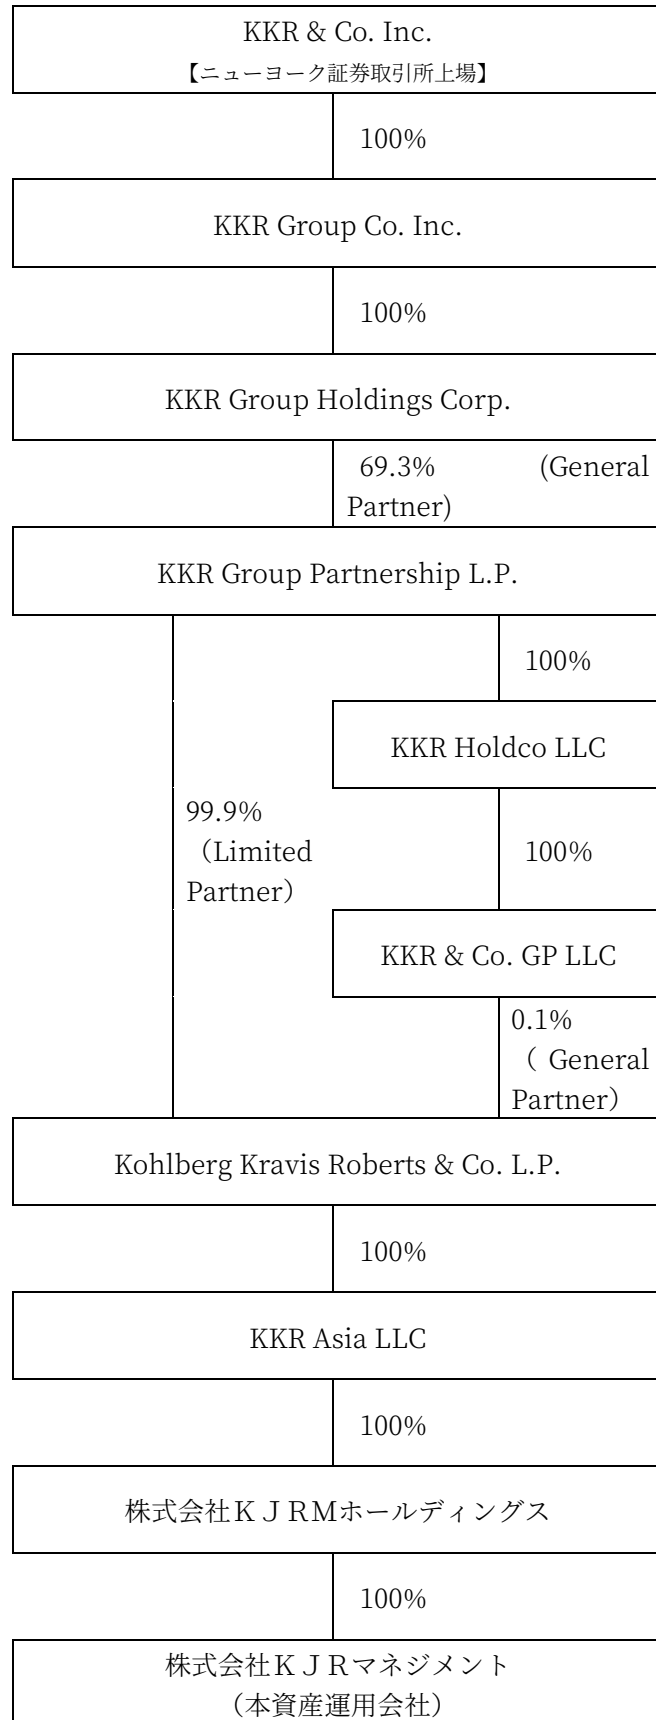 KKR & Co. Inc.
【ニューヨーク証券取引所上場】
100%
KKR Group Co. Inc.
100%
KKR Group Holdings Corp.
69.3% (General
Partner)
KKR Group Partnership L.P.
100%
KKR Holdco LLC
99.9%
（Limited
Partner）
100%
KKR & Co. GP LLC
0.1%
（ General
Partner）
Kohlberg Kravis Roberts & Co. L.P.
100%
KKR Asia LLC
100%
株式会社ＫＪＲＭホールディングス
100%
株式会社ＫＪＲマネジメント
（本資産運用会社）